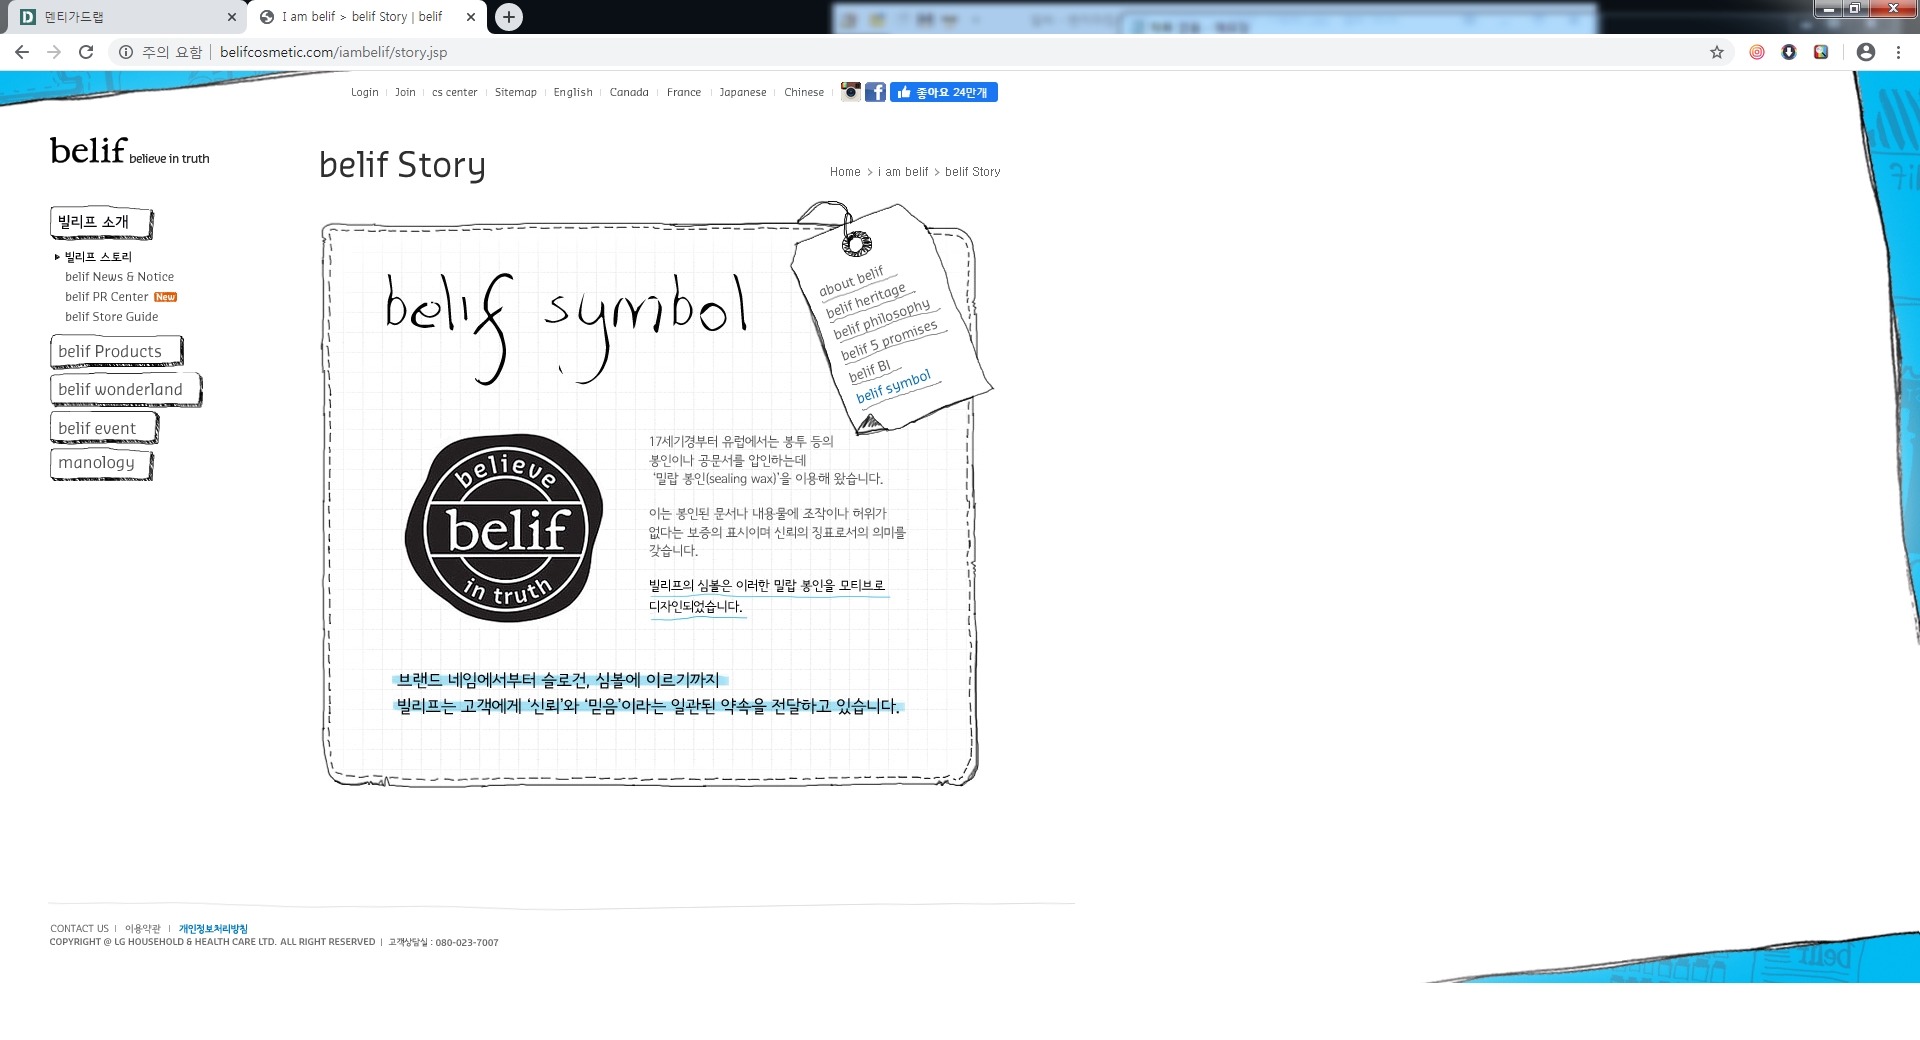 덴티가드랩
I am belif > belif Story | belif
주의 요함 | belifcosmetic.com/iambelif/story.jsp
Login Join cs center Sitemap English Canada France Japanese Chinese 좋아요 24만개
belif believe in truth
belif Story
Home > i am belif > belif Story
빌리프 소개
빌리프 스토리
belif News & Notice
belif PR Center New
belif Store Guide
belif Products
belif wonderland
belif event
manology
belif symbol
about belif
belif heritage
belif philosophy
belif 5 promises
belif BI
belif symbol
believe
belif
in truth
17세기경부터 유럽에서는 봉투 등의
봉인이나 공문서를 압인하는데
‘밀랍 봉인(sealing wax)’을 이용해 왔습니다.
이는 봉인된 문서나 내용물에 조작이나 허위가
없다는 보증의 표시이며 신뢰의 징표로서의 의미를
갖습니다.
빌리프의 심볼은 이러한 밀랍 봉인을 모티브로
디자인되었습니다.
브랜드 네임에서부터 슬로건, 심볼에 이르기까지
빌리프는 고객에게 ‘신뢰’와 ‘믿음’이라는 일관된 약속을 전달하고 있습니다.
CONTACT US | 이용약관 | 개인정보처리방침
COPYRIGHT @ LG HOUSEHOLD & HEALTH CARE LTD. ALL RIGHT RESERVED | 고객상담실 : 080-023-7007